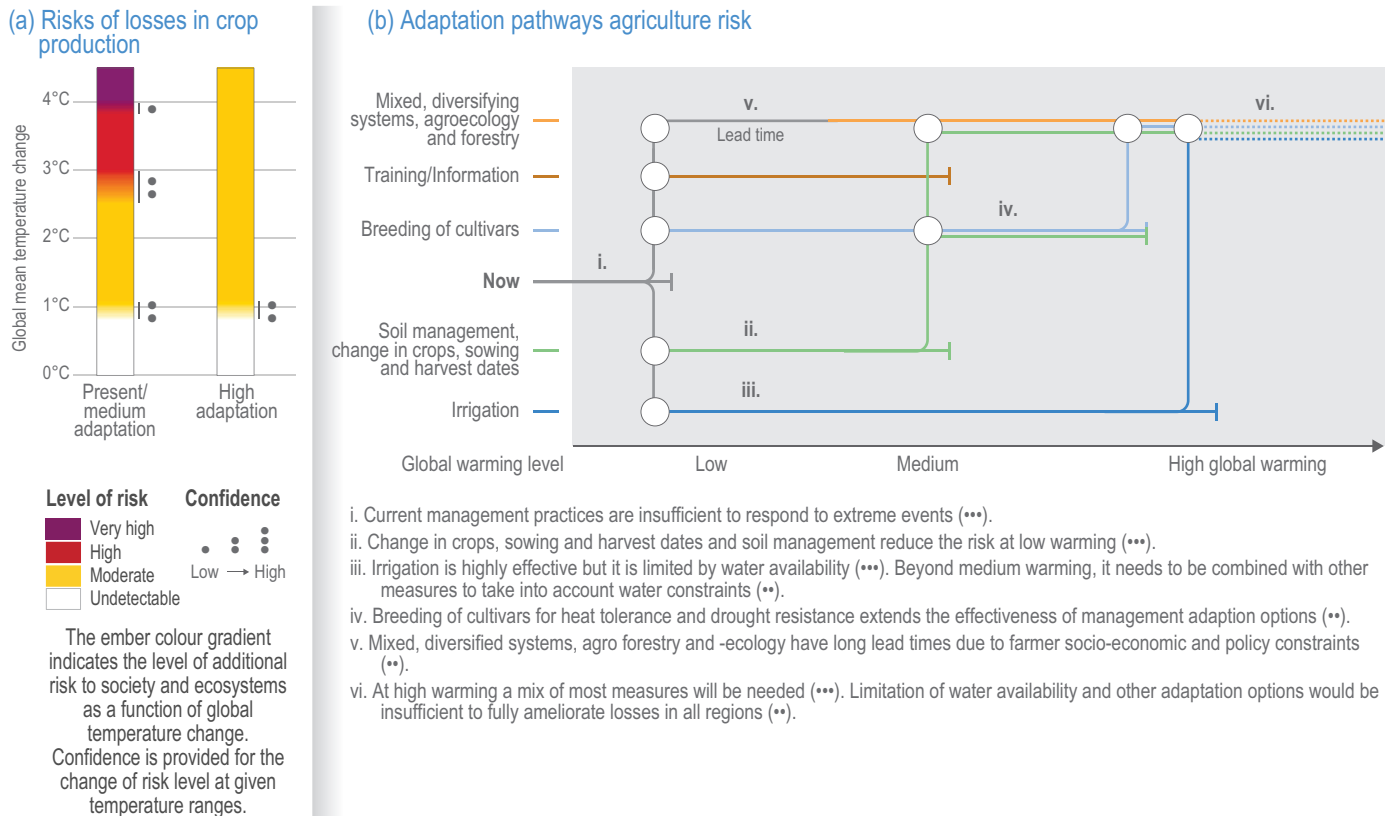 (a) Risks of losses in crop
production
Global mean temperature change
4°C
3°C
2°C
1°C
0°C
Present/
medium
adaptation
High
adaptation
Level of risk
Very high
High
Moderate
Undetectable
Confidence
Low → High
The ember colour gradient
indicates the level of additional
risk to society and ecosystems
as a function of global
temperature change.
Confidence is provided for the
change of risk level at given
temperature ranges.
(b) Adaptation pathways agriculture risk
Mixed, diversifying
systems, agroecology
and forestry
Training/Information
Breeding of cultivars
Now
Soil management,
change in crops, sowing
and harvest dates
Irrigation
v.
Lead time
vi.
iv.
i.
ii.
iii.
Global warming level
Low
Medium
High global warming
i. Current management practices are insufficient to respond to extreme events (•••).
ii. Change in crops, sowing and harvest dates and soil management reduce the risk at low warming (•••).
iii. Irrigation is highly effective but it is limited by water availability (•••). Beyond medium warming, it needs to be combined with other
measures to take into account water constraints (••).
iv. Breeding of cultivars for heat tolerance and drought resistance extends the effectiveness of management adaption options (••).
v. Mixed, diversified systems, agro forestry and -ecology have long lead times due to farmer socio-economic and policy constraints
(••).
vi. At high warming a mix of most measures will be needed (•••). Limitation of water availability and other adaptation options would be
insufficient to fully ameliorate losses in all regions (••).